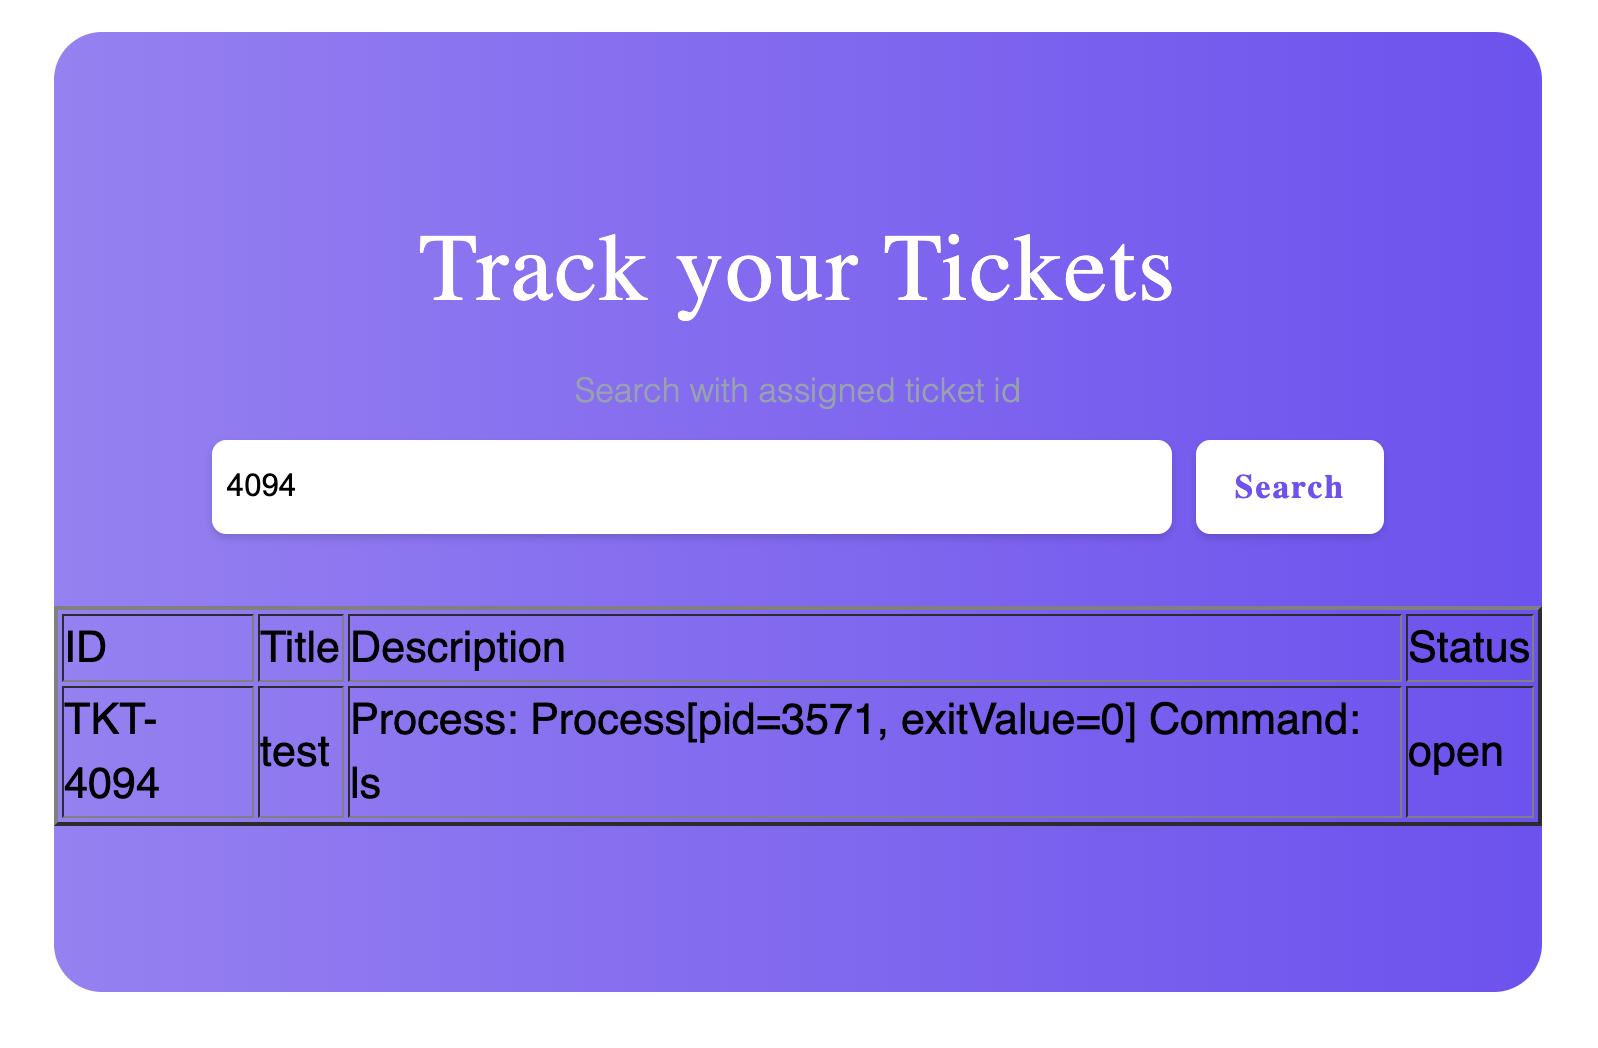 Track your Tickets
Search with assigned ticket id
4094
Search
ID Title Description Status
TKT-4094 test Process: Process[pid=3571, exitValue=0] Command: ls open